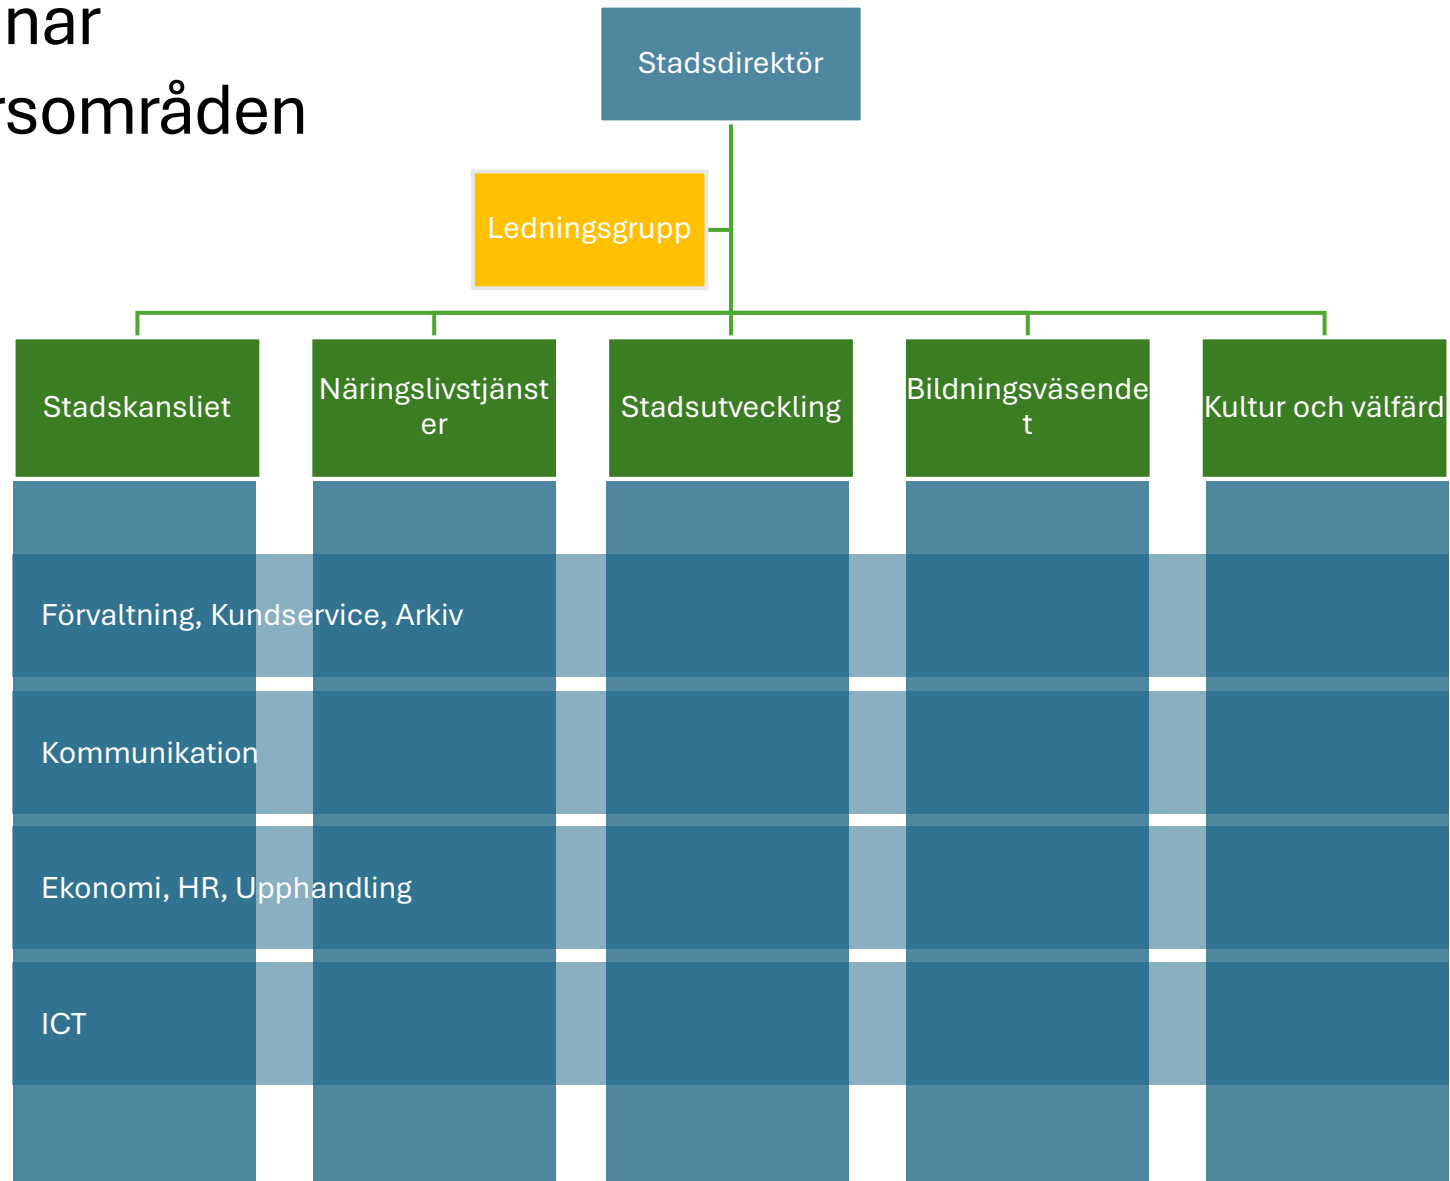 nar
rsområden
Stadsdirektör
Ledningsgrupp
Stadskansliet
Näringslivstjänst
er
Stadsutveckling
Bildningsväsende
t
Kultur och välfärd
Förvaltning, Kundservice, Arkiv
Kommunikation
Ekonomi, HR, Upphandling
ICT